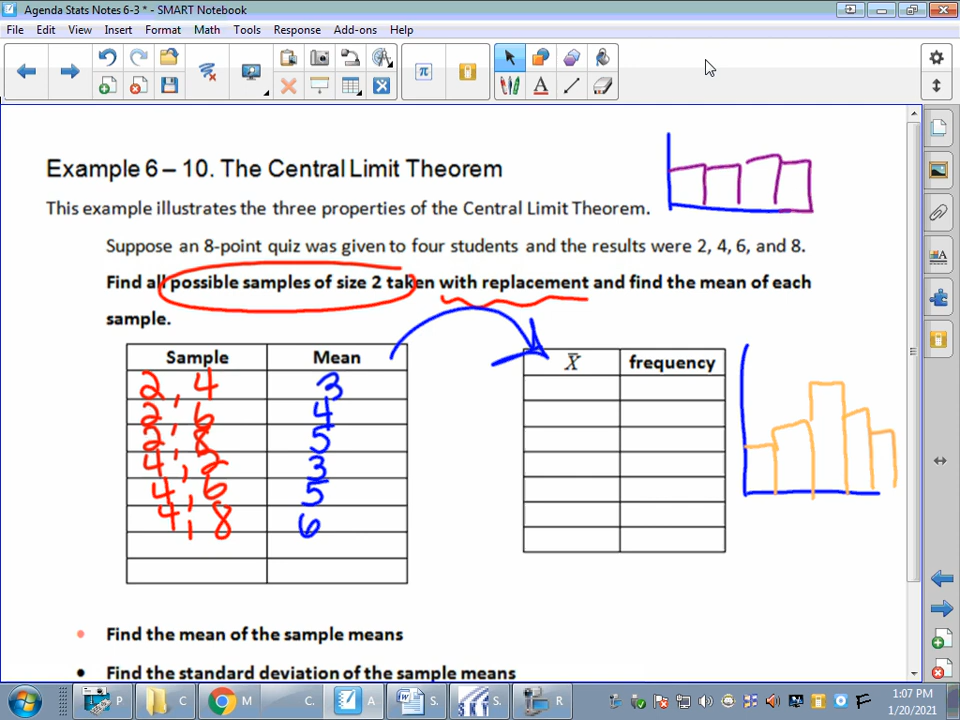 Agenda Stats Notes 6-3 * - SMART Notebook
File Edit View Insert Format Math Tools Response Add-ons Help
π
A
Example 6 – 10. The Central Limit Theorem
This example illustrates the three properties of the Central Limit Theorem.
Suppose an 8-point quiz was given to four students and the results were 2, 4, 6, and 8.
Find all possible samples of size 2 taken with replacement and find the mean of each
sample.
Sample Mean
2, 4 3
2, 6 4
2, 8 5
4, 2 3
4, 6 5
4, 8 6
X̅ frequency
Find the mean of the sample means
Find the standard deviation of the sample means
P C M C. A S. S. R
1:07 PM
1/20/2021